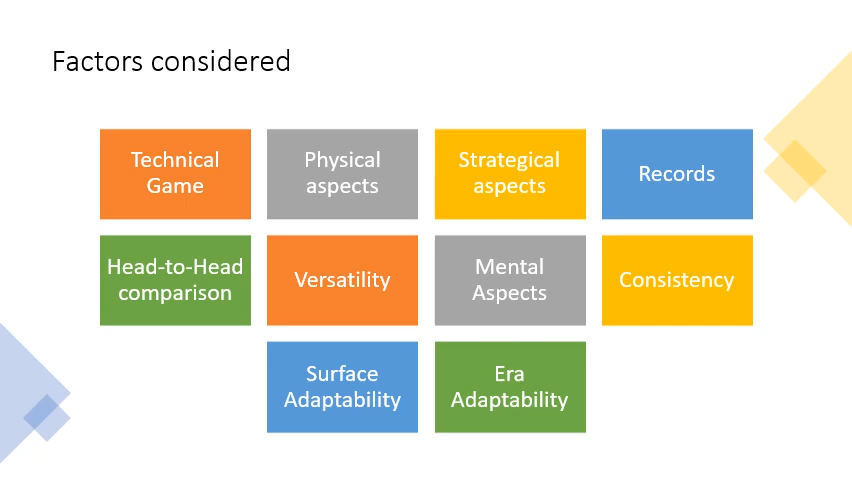 Factors considered
Technical
Game
Physical
aspects
Strategical
aspects
Records
Head-to-Head
comparison
Versatility
Mental
Aspects
Consistency
Surface
Adaptability
Era
Adaptability